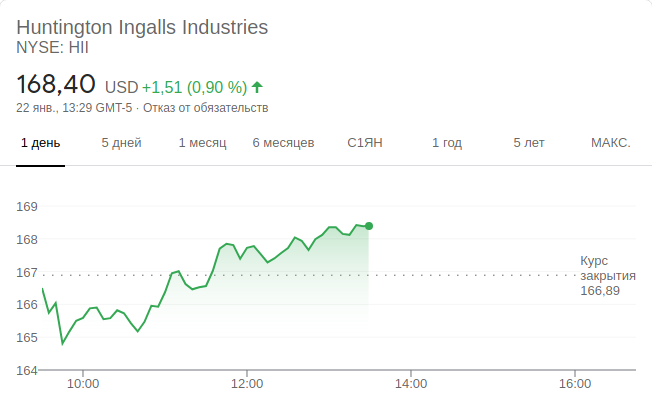 Huntington Ingalls Industries
NYSE: HII
168,40 USD +1,51 (0,90 %)
22 янв., 13:29 GMT-5 · Отказ от обязательств
1 день 5 дней 1 месяц 6 месяцев С1ЯН 1 год 5 лет МАКС.
169
168
Курс
167
закрытия
166,89
166
165
164
10:00 12:00 14:00 16:00